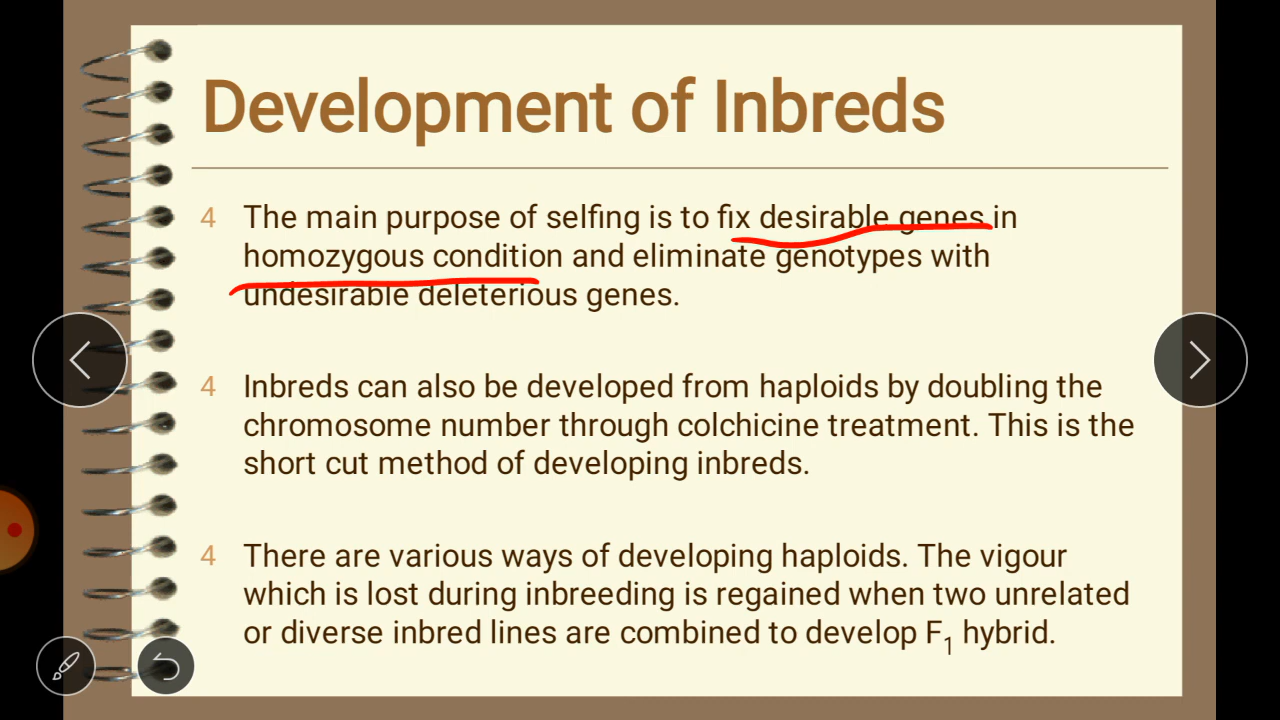 Development of Inbreds
4 The main purpose of selfing is to fix desirable genes in
homozygous condition and eliminate genotypes with
undesirable deleterious genes.
4 Inbreds can also be developed from haploids by doubling the
chromosome number through colchicine treatment. This is the
short cut method of developing inbreds.
4 There are various ways of developing haploids. The vigour
which is lost during inbreeding is regained when two unrelated
or diverse inbred lines are combined to develop F1 hybrid.